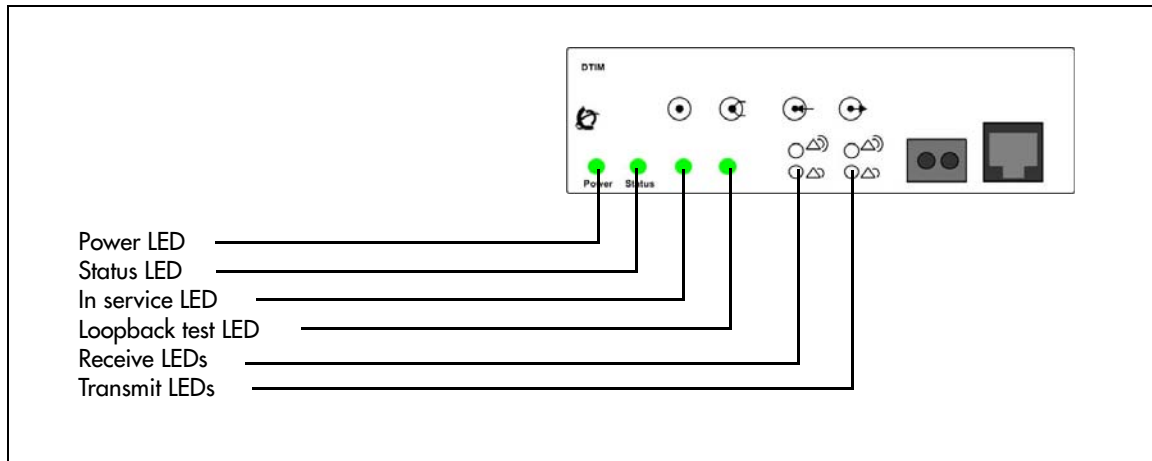 DTIM
Power Status
Power LED
Status LED
In service LED
Loopback test LED
Receive LEDs
Transmit LEDs